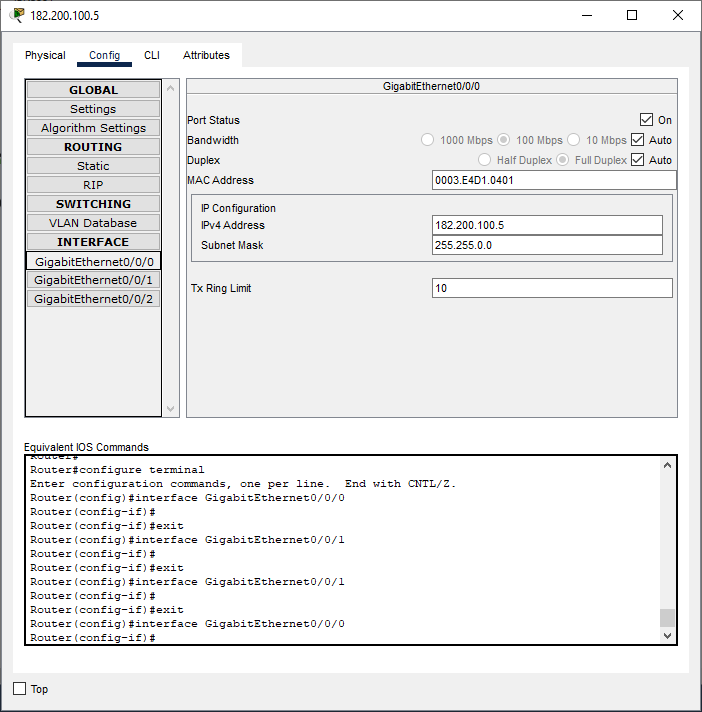 182.200.100.5
Physical Config CLI Attributes
GLOBAL
Settings
Algorithm Settings
ROUTING
Static
RIP
SWITCHING
VLAN Database
INTERFACE
GigabitEthernet0/0/0
GigabitEthernet0/0/1
GigabitEthernet0/0/2
GigabitEthernet0/0/0
Port Status On
Bandwidth 1000 Mbps 100 Mbps 10 Mbps Auto
Duplex Half Duplex Full Duplex Auto
MAC Address 0003.E4D1.0401
IP Configuration
IPv4 Address 182.200.100.5
Subnet Mask 255.255.0.0
Tx Ring Limit 10
Equivalent IOS Commands
Router#
Router#configure terminal
Enter configuration commands, one per line.  End with CNTL/Z.
Router(config)#interface GigabitEthernet0/0/0
Router(config-if)#
Router(config-if)#exit
Router(config)#interface GigabitEthernet0/0/1
Router(config-if)#
Router(config-if)#exit
Router(config)#interface GigabitEthernet0/0/1
Router(config-if)#
Router(config-if)#exit
Router(config)#interface GigabitEthernet0/0/0
Router(config-if)#
Top